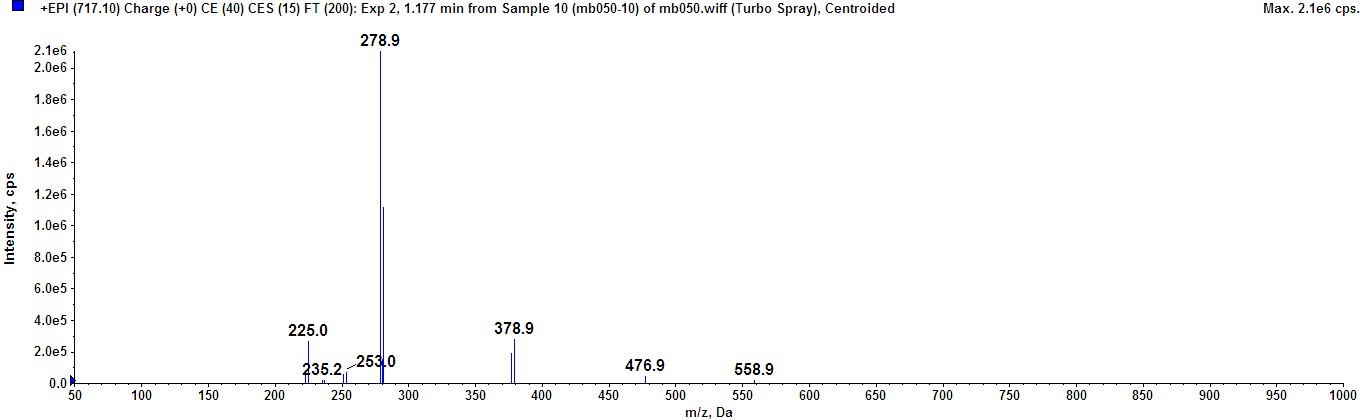 +EPI (717.10) Charge (+0) CE (40) CES (15) FT (200): Exp 2, 1.177 min from Sample 10 (mb050-10) of mb050.wiff (Turbo Spray), Centroided Max. 2.1e6 cps.
278.9
2.1e6
2.0e6
1.8e6
1.6e6
1.4e6
1.2e6
1.0e6
8.0e5
6.0e5
4.0e5
2.0e5
0.0
Intensity, cps
225.0
378.9
235.2
253.0
476.9
558.9
50 100 150 200 250 300 350 400 450 500 550 600 650 700 750 800 850 900 950 1000
m/z, Da